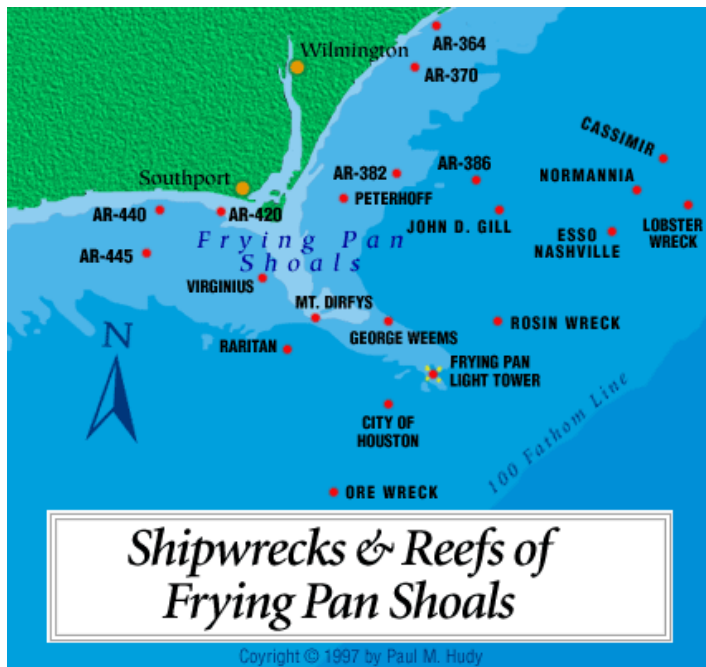 AR-364
Wilmington
AR-370
CASSIMIR
AR-382
AR-386
NORMANNIA
Southport
PETERHOFF
AR-440
AR-420
JOHN D. GILL
LOBSTER
WRECK
ESSO
NASHVILLE
Frying Pan
Shoals
AR-445
VIRGINIUS
MT. DIRFYS
N
GEORGE WEEMS
ROSIN WRECK
RARITAN
FRYING PAN
LIGHT TOWER
CITY OF
HOUSTON
100 Fathom Line
ORE WRECK
Shipwrecks & Reefs of
Frying Pan Shoals
Coyright © 1997 by Paul M. Hudy